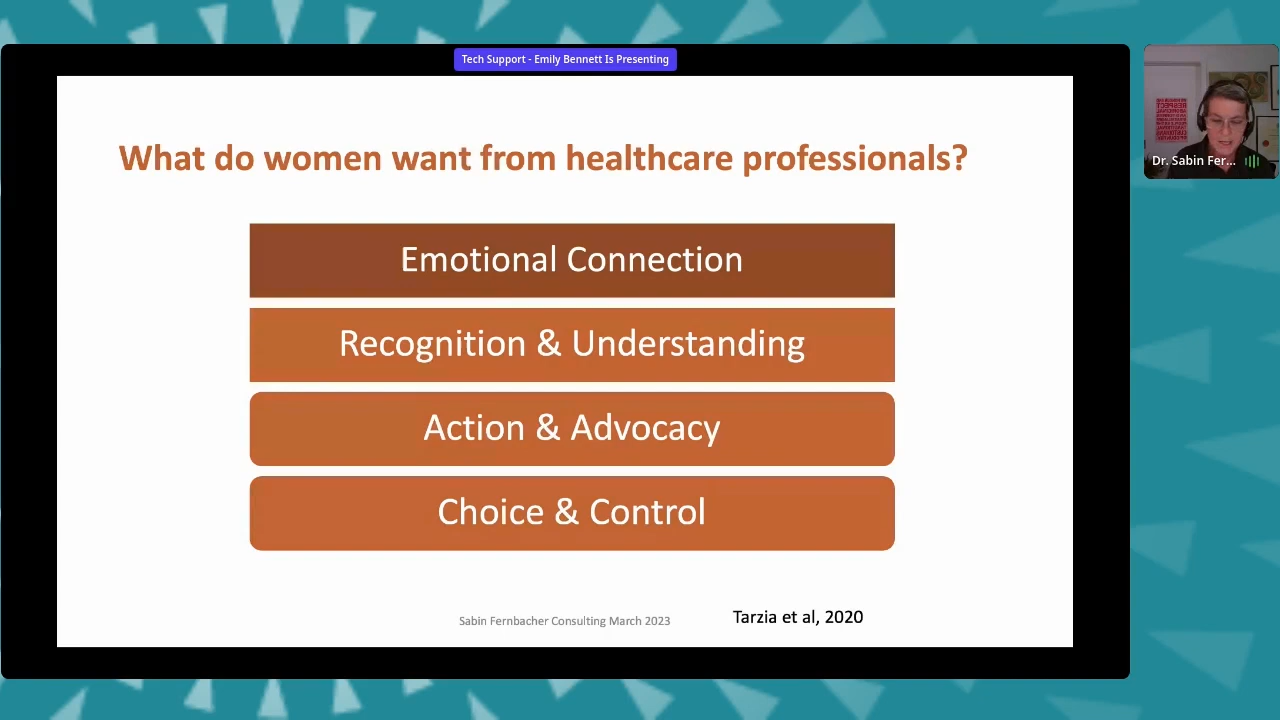 Tech Support - Emily Bennett Is Presenting
What do women want from healthcare professionals?
Emotional Connection
Recognition & Understanding
Action & Advocacy
Choice & Control
Sabin Fernbacher Consulting March 2023
Tarzia et al, 2020
Dr. Sabin Fer...